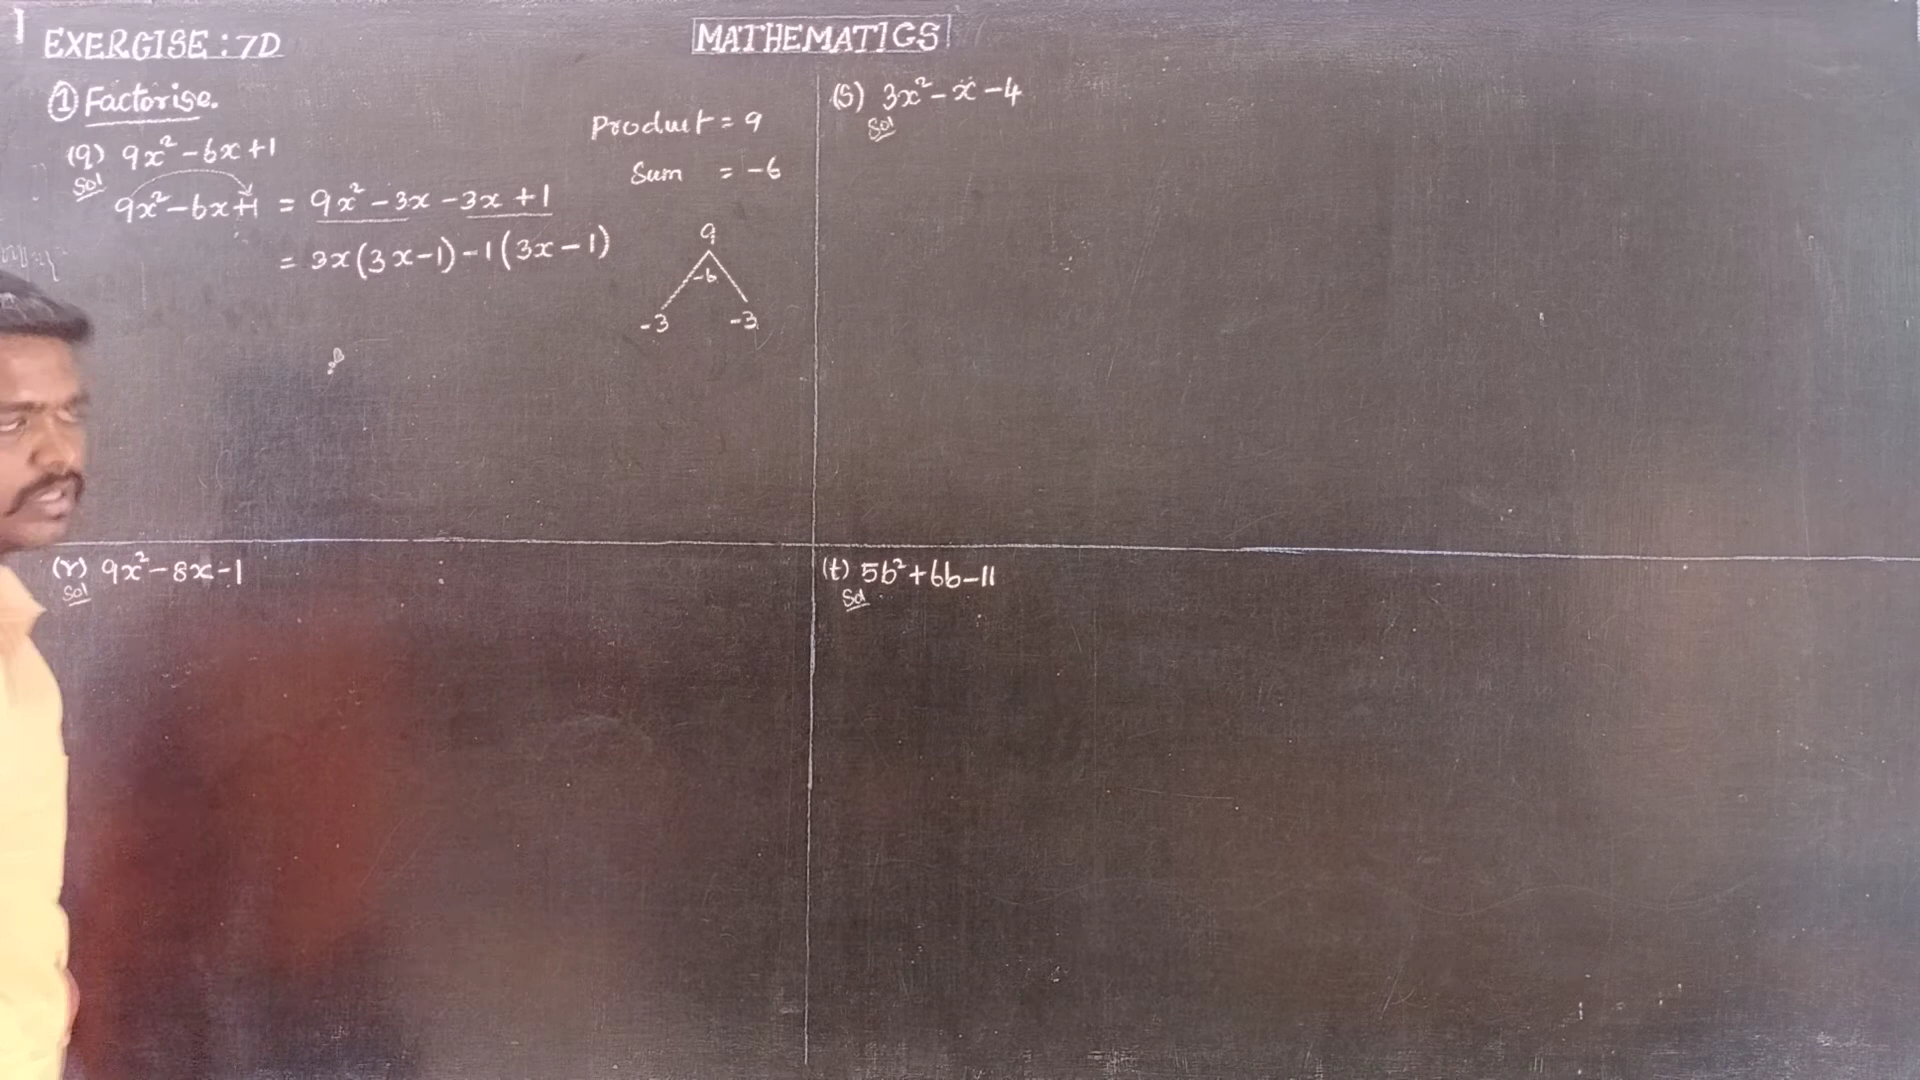 EXERCISE : 7D
MATHEMATICS
① Factorise.
(q) 9x² - 6x + 1
Sol
9x² - 6x + 1 = 9x² - 3x - 3x + 1
= 3x(3x - 1) - 1(3x - 1)
Product = 9
Sum = -6
9
-6
-3 -3
(r) 9x² - 8x - 1
Sol
(S) 3x² - x - 4
Sol
(t) 5b² + 6b - 11
Sol